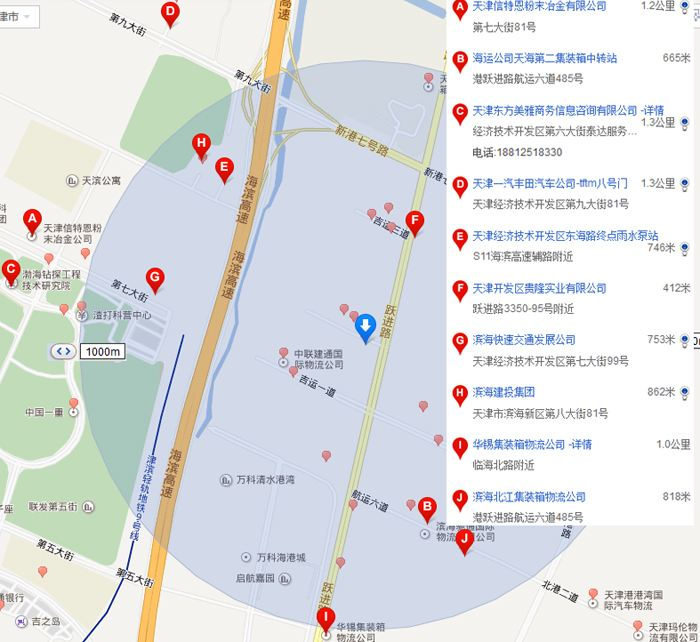 津市
D
第九大街
第九大街
海滨高速
新港七号路
新港七
天
箱
H
E
天滨公寓
海滨高速
A
天津信特恩粉
末冶金公司
吉运三道
F
C
渤海钻探工程
技术研究院
第七大街
G
海滨高速
渣打科营中心
跃进路
1000m
中联建通国
际物流公司
吉运一道
中国一重
津滨轻轨地铁9号线
海滨高速
万科清水港湾
航运六道
B
联发第五街
滨海
物流 公司
J
第五大街
第五大街
万科海港城
启航嘉园
跃进路
北港二道
通银行
吉之岛
I
华锡集装箱
物流公司
天津港港湾国
际汽车物流
天津玛伦物
流有限公司
A
天津信特恩粉末冶金有限公司
1.2公里
第七大街81号
B
海运公司天海第二集装箱中转站
665米
港跃进路航运六道485号
C
天津东方美雅商务信息咨询有限公司 -详情
1.3公里
经济技术开发区第六大街泰达服务...
电话:18812518330
D
天津一汽丰田汽车公司-tftm八号门
1.3公里
天津经济技术开发区第九大街81号
E
天津经济技术开发区东海路终点雨水泵站
746米
S11海滨高速辅路附近
F
天津开发区贵隆实业有限公司
412米
跃进路3350-95号附近
G
滨海快速交通发展公司
753米
天津经济技术开发区第七大街99号
H
滨海建投集团
862米
天津市滨海新区第八大街81号
I
华锡集装箱物流公司 -详情
1.0公里
临海北路附近
J
滨海北江集装箱物流公司
818米
港跃进路航运六道485号